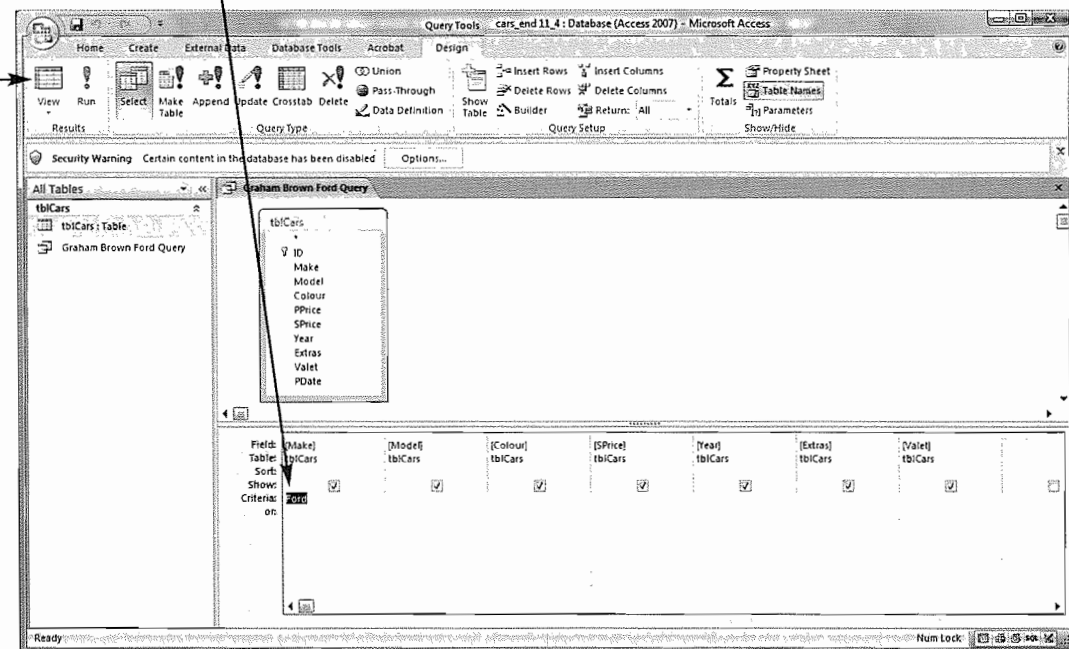 Query Tools cars_end 11_4 : Database (Access 2007) - Microsoft Access
Home Create External Data Database Tools Acrobat Design
View Run Select Make Table Append Update Crosstab Delete
Union
Pass-Through
Data Definition
Show Table
Insert Rows
Delete Rows
Builder
Insert Columns
Delete Columns
Return: All
Σ Totals
Property Sheet
Table Names
Parameters
Results Query Type Query Setup Show/Hide
Security Warning Certain content in the database has been disabled Options...
All Tables
tblCars
tblCars : Table
Graham Brown Ford Query
Graham Brown Ford Query
tblCars
*
ID
Make
Model
Colour
PPrice
SPrice
Year
Extras
Valet
PDate
Field: [Make] [Model] [Colour] [SPrice] [Year] [Extras] [Valet]
Table: tblCars tblCars tblCars tblCars tblCars tblCars tblCars
Sort:
Show:
Criteria: Ford
or:
Ready Num Lock SQL